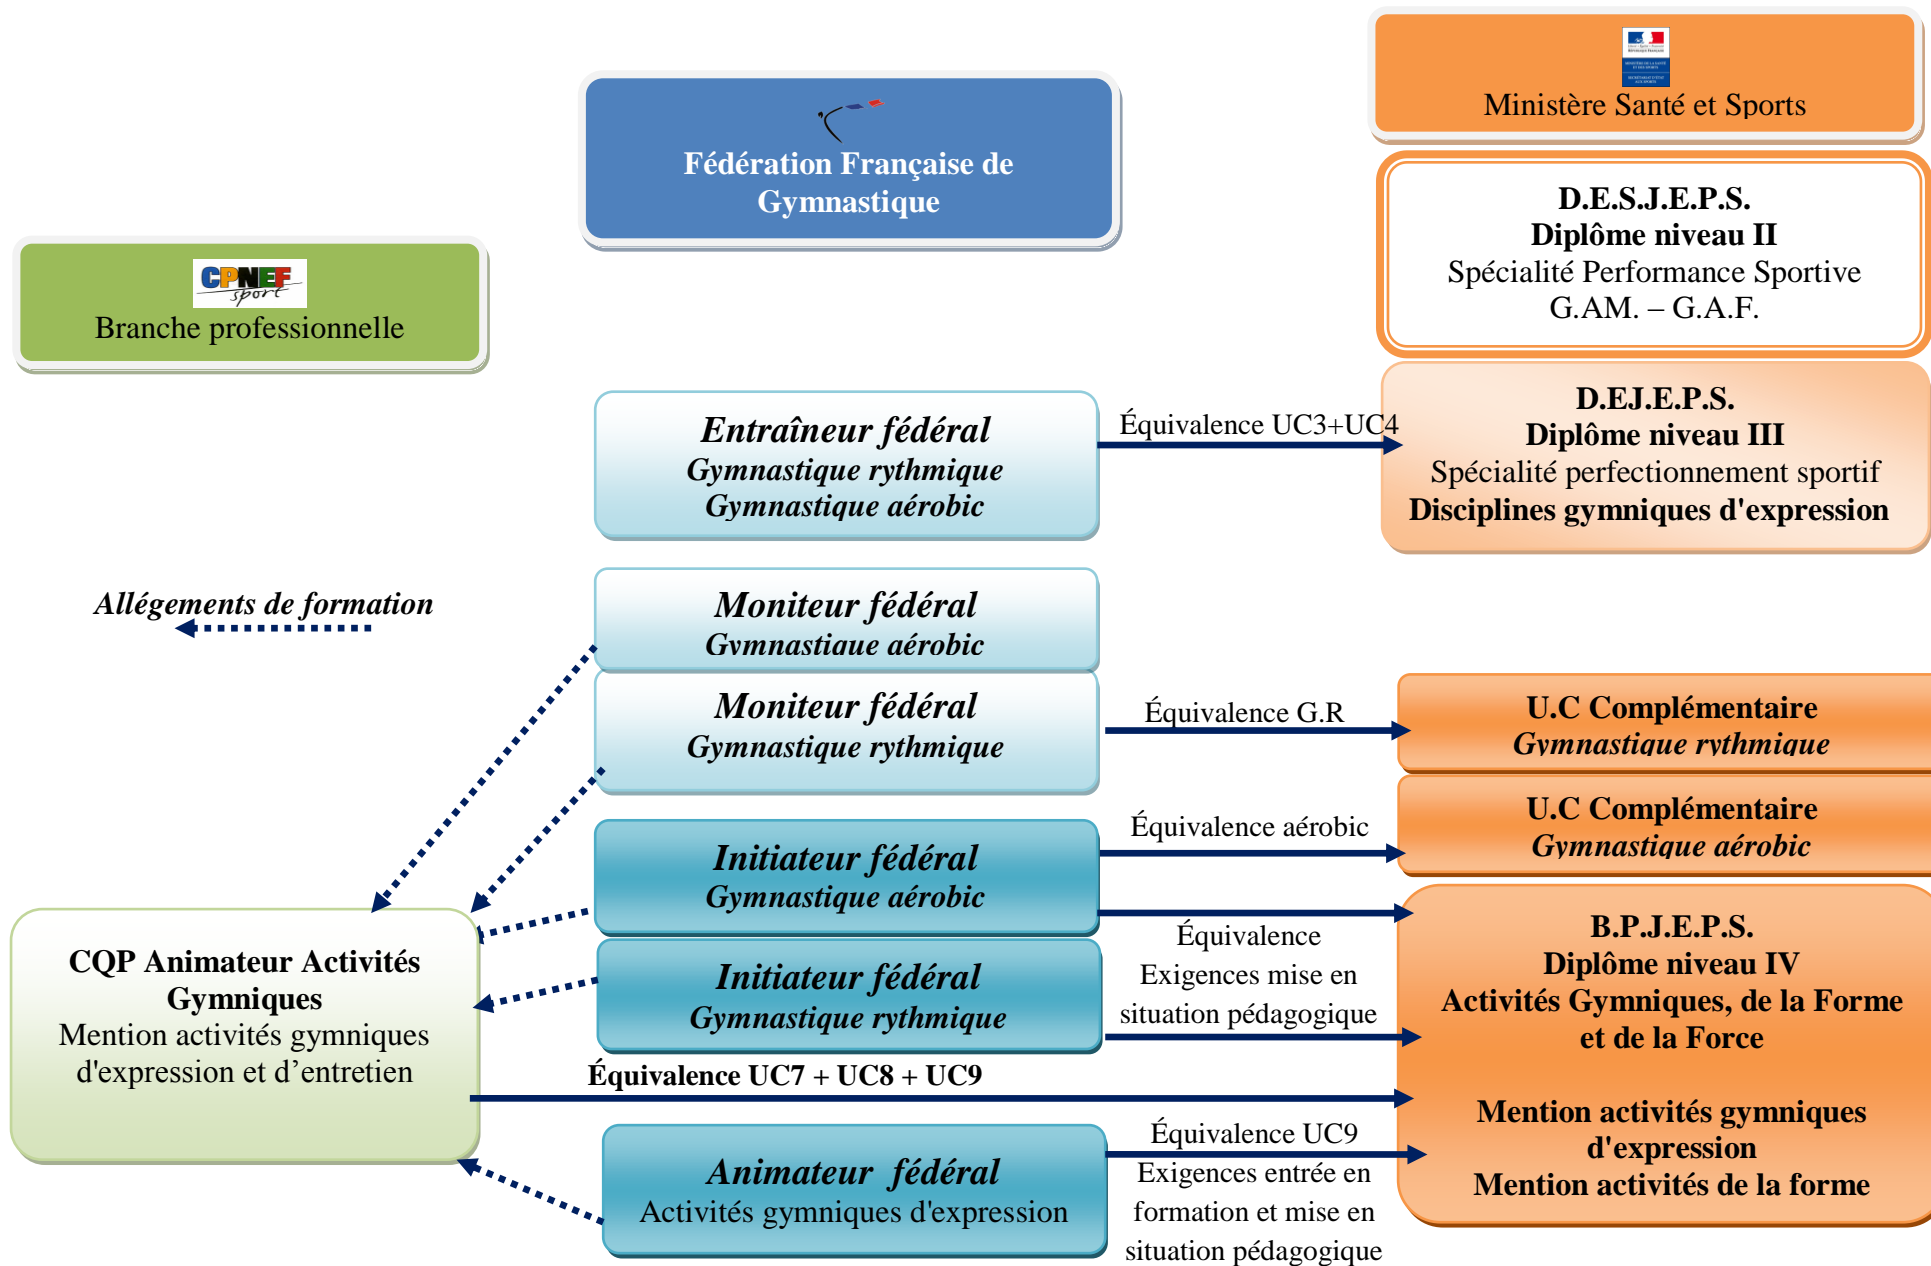 Ministère Santé et Sports
Fédération Française de
Gymnastique
D.E.S.J.E.P.S.
Diplôme niveau II
Spécialité Performance Sportive
G.AM. – G.A.F.
CPNEF
sport
Branche professionnelle
Entraîneur fédéral
Gymnastique rythmique
Gymnastique aérobic
Équivalence UC3+UC4
D.EJ.E.P.S.
Diplôme niveau III
Spécialité perfectionnement sportif
Disciplines gymniques d'expression
Allégements de formation
Moniteur fédéral
Gymnastique aérobic
Moniteur fédéral
Gymnastique rythmique
Équivalence G.R
U.C Complémentaire
Gymnastique rythmique
Équivalence aérobic
U.C Complémentaire
Gymnastique aérobic
Initiateur fédéral
Gymnastique aérobic
Équivalence
Exigences mise en
situation pédagogique
Initiateur fédéral
Gymnastique rythmique
B.P.J.E.P.S.
Diplôme niveau IV
Activités Gymniques, de la Forme
et de la Force
Mention activités gymniques
d'expression
Mention activités de la forme
CQP Animateur Activités
Gymniques
Mention activités gymniques
d'expression et d’entretien
Équivalence UC7 + UC8 + UC9
Animateur fédéral
Activités gymniques d'expression
Équivalence UC9
Exigences entrée en
formation et mise en
situation pédagogique